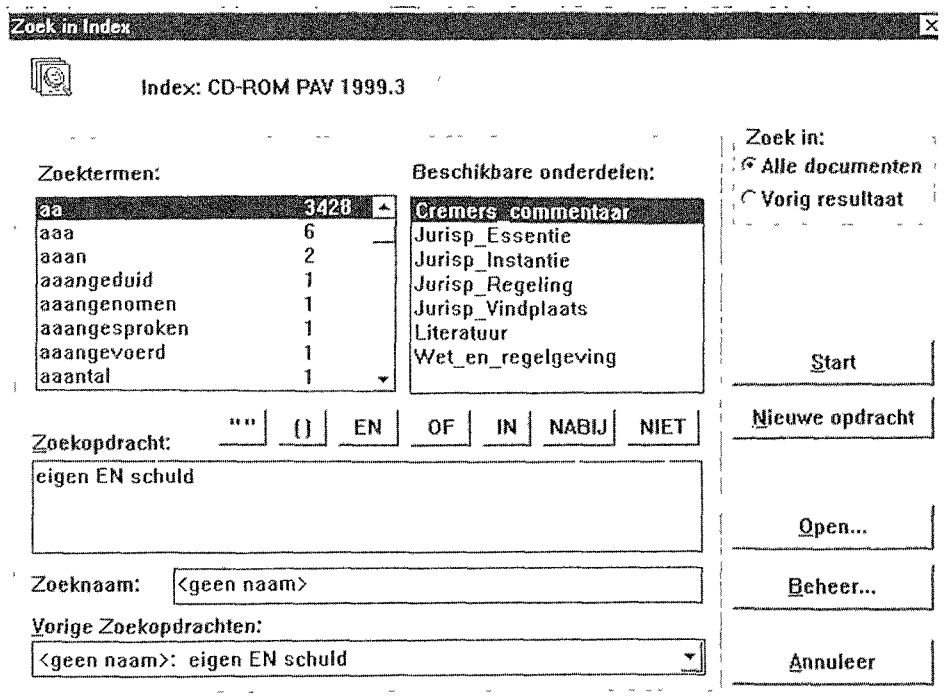 Zoek in Index
Index: CD-ROM PAV 1999.3
Zoektermen:
aa 3428
aaa 6
aaan 2
aaangeduid 1
aaangenomen 1
aaangesproken 1
aaangevoerd 1
aaantal 1
Beschikbare onderdelen:
Cremers_commentaar
Jurisp_Essentie
Jurisp_Instantie
Jurisp_Regeling
Jurisp_Vindplaats
Literatuur
Wet_en_regelgeving
Zoek in:
Alle documenten
Vorig resultaat
Start
Nieuwe opdracht
Zoekopdracht:
"" () EN OF IN NABIJ NIET
eigen EN schuld
Open...
Zoeknaam: <geen naam>
Beheer...
Vorige Zoekopdrachten:
<geen naam>: eigen EN schuld
Annuleer